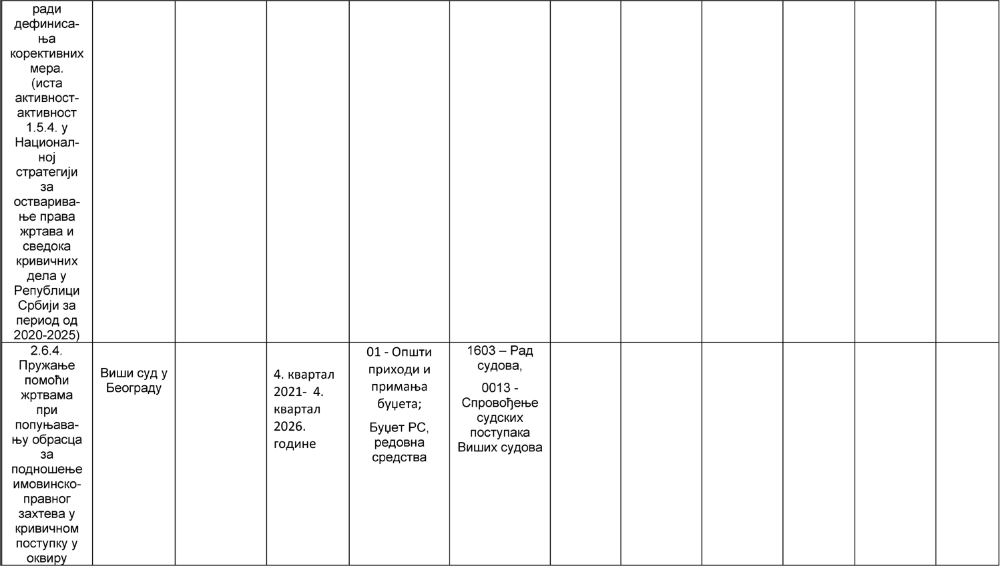 ради
дефиниса-
ња
корективних
мера.
(иста
активност-
активност
1.5.4. у
Национал-
ној
стратегији
за
остварива-
ње права
жртава и
сведока
кривичних
дела у
Републици
Србији за
период од
2020-2025)
2.6.4.
Пружање
помоћи
жртвама
при
попуњава-
њу обрасца
за
подношење
имовинско-
правног
захтева у
кривичном
поступку у
оквиру
Виши суд у
Београду
4. квартал
2021- 4.
квартал
2026.
године
01 - Општи
приходи и
примања
буџета;
Буџет РС,
редовна
средства
1603 – Рад
судова,
0013 -
Спровођење
судских
поступака
Виших судова